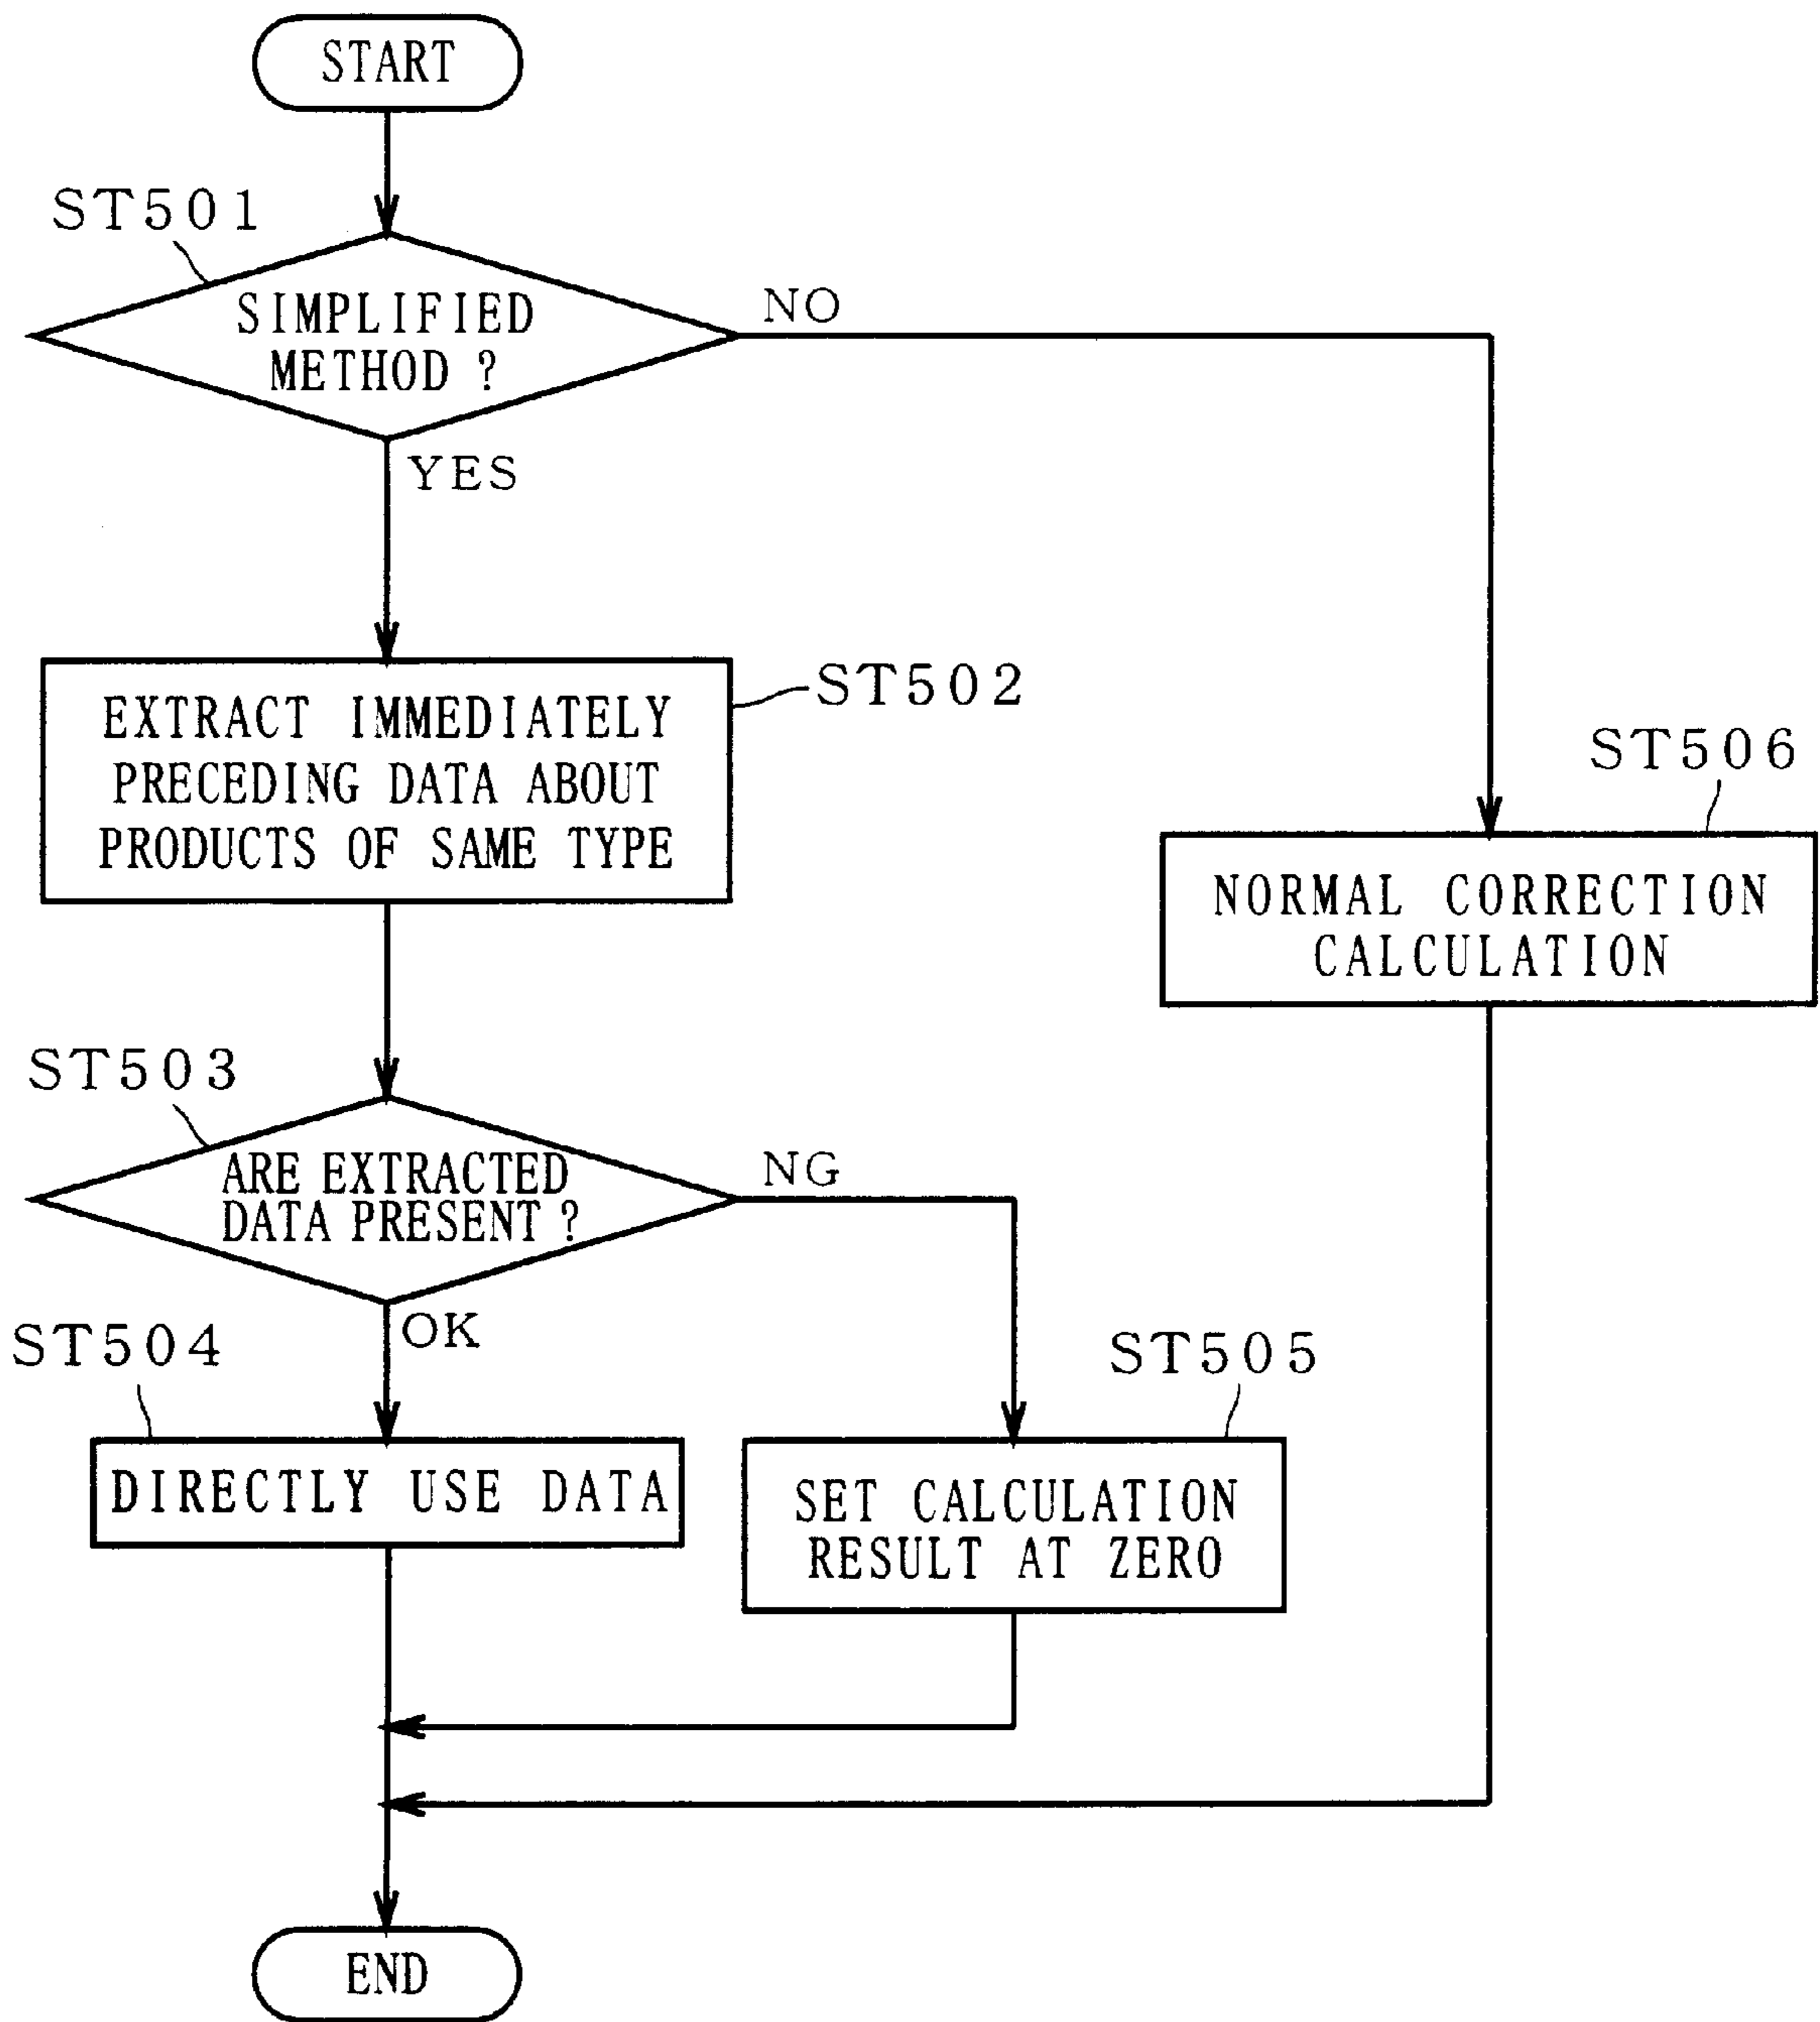 START
ST501
SIMPLIFIED
METHOD ?
NO
YES
EXTRACT IMMEDIATELY
PRECEDING DATA ABOUT
PRODUCTS OF SAME TYPE
ST502
ST506
NORMAL CORRECTION
CALCULATION
ST503
ARE EXTRACTED
DATA PRESENT ?
NG
OK
ST504
DIRECTLY USE DATA
ST505
SET CALCULATION
RESULT AT ZERO
END